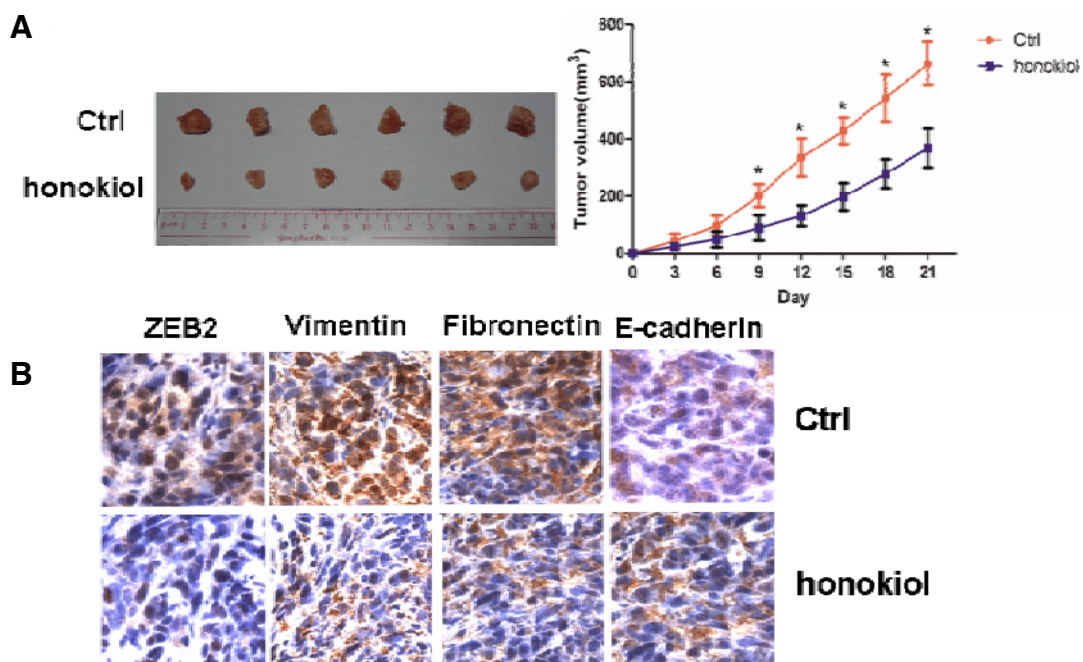 A
Ctrl
honokiol
Tumor volume(mm³)
800
600
400
200
0
0 3 6 9 12 15 18 21
Day
* * * * *
Ctrl
honokiol
B
ZEB2 Vimentin Fibronectin E-cadherin
Ctrl
honokiol